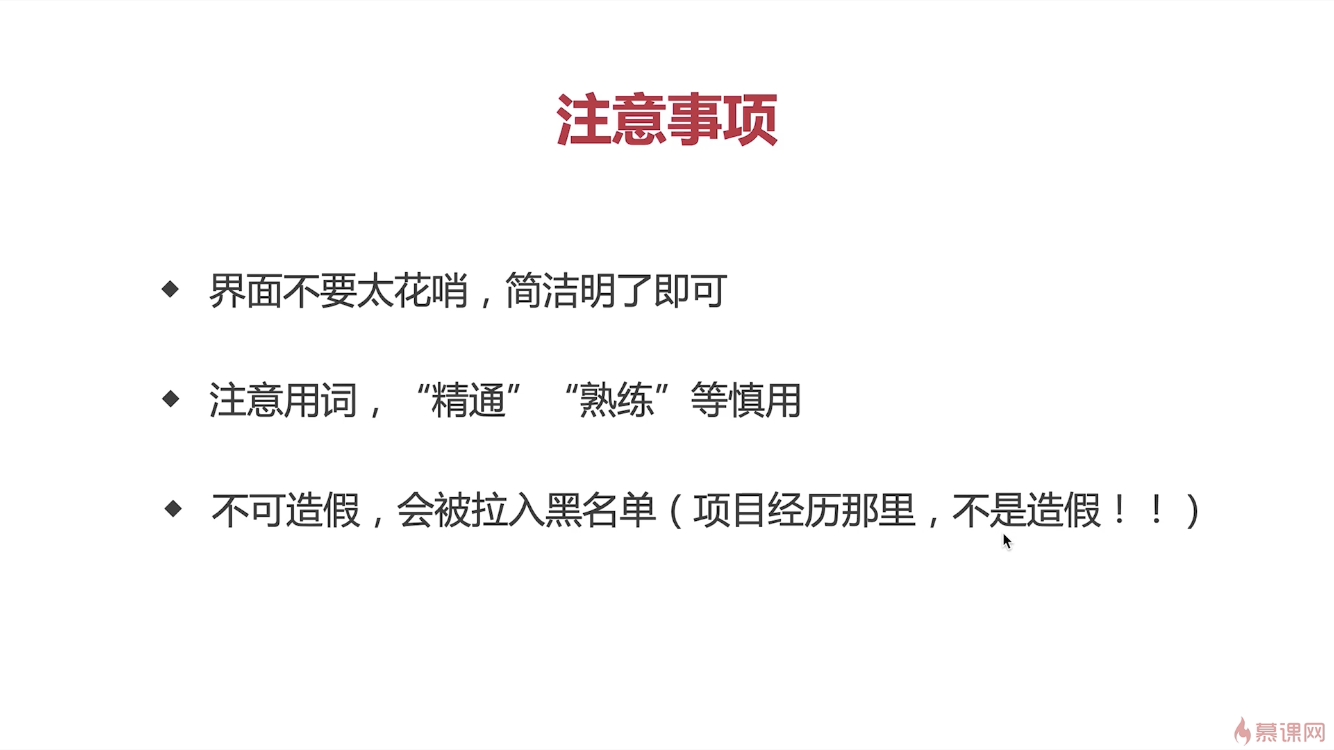 注意事项
◆ 界面不要太花哨，简洁明了即可
◆ 注意用词，“精通”“熟练”等慎用
◆ 不可造假，会被拉入黑名单（项目经历那里，不是造假！！）
慕课网